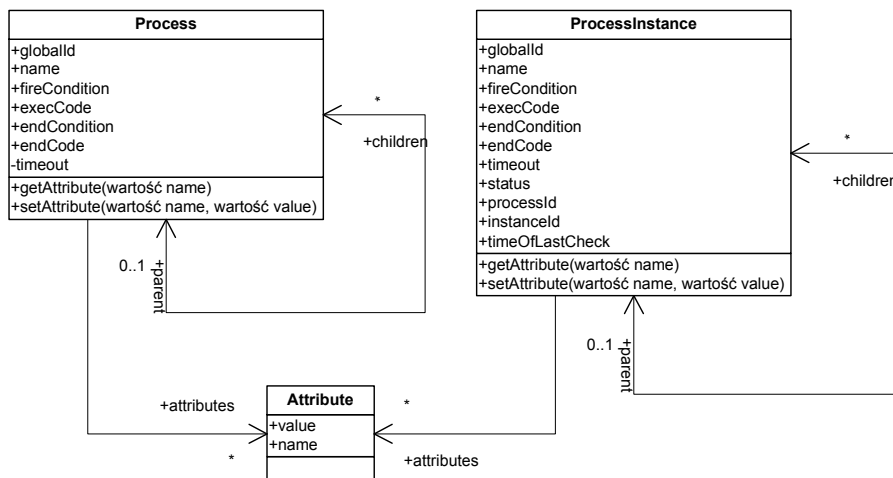 Process
+globalId
+name
+fireCondition
+execCode
+endCondition
+endCode
-timeout
+getAttribute(wartość name)
+setAttribute(wartość name, wartość value)
*
+children
0..1
+parent
ProcessInstance
+globalId
+name
+fireCondition
+execCode
+endCondition
+endCode
+timeout
+status
+processId
+instanceId
+timeOfLastCheck
+getAttribute(wartość name)
+setAttribute(wartość name, wartość value)
*
+children
0..1
+parent
+attributes
*
Attribute
+value
+name
*
+attributes